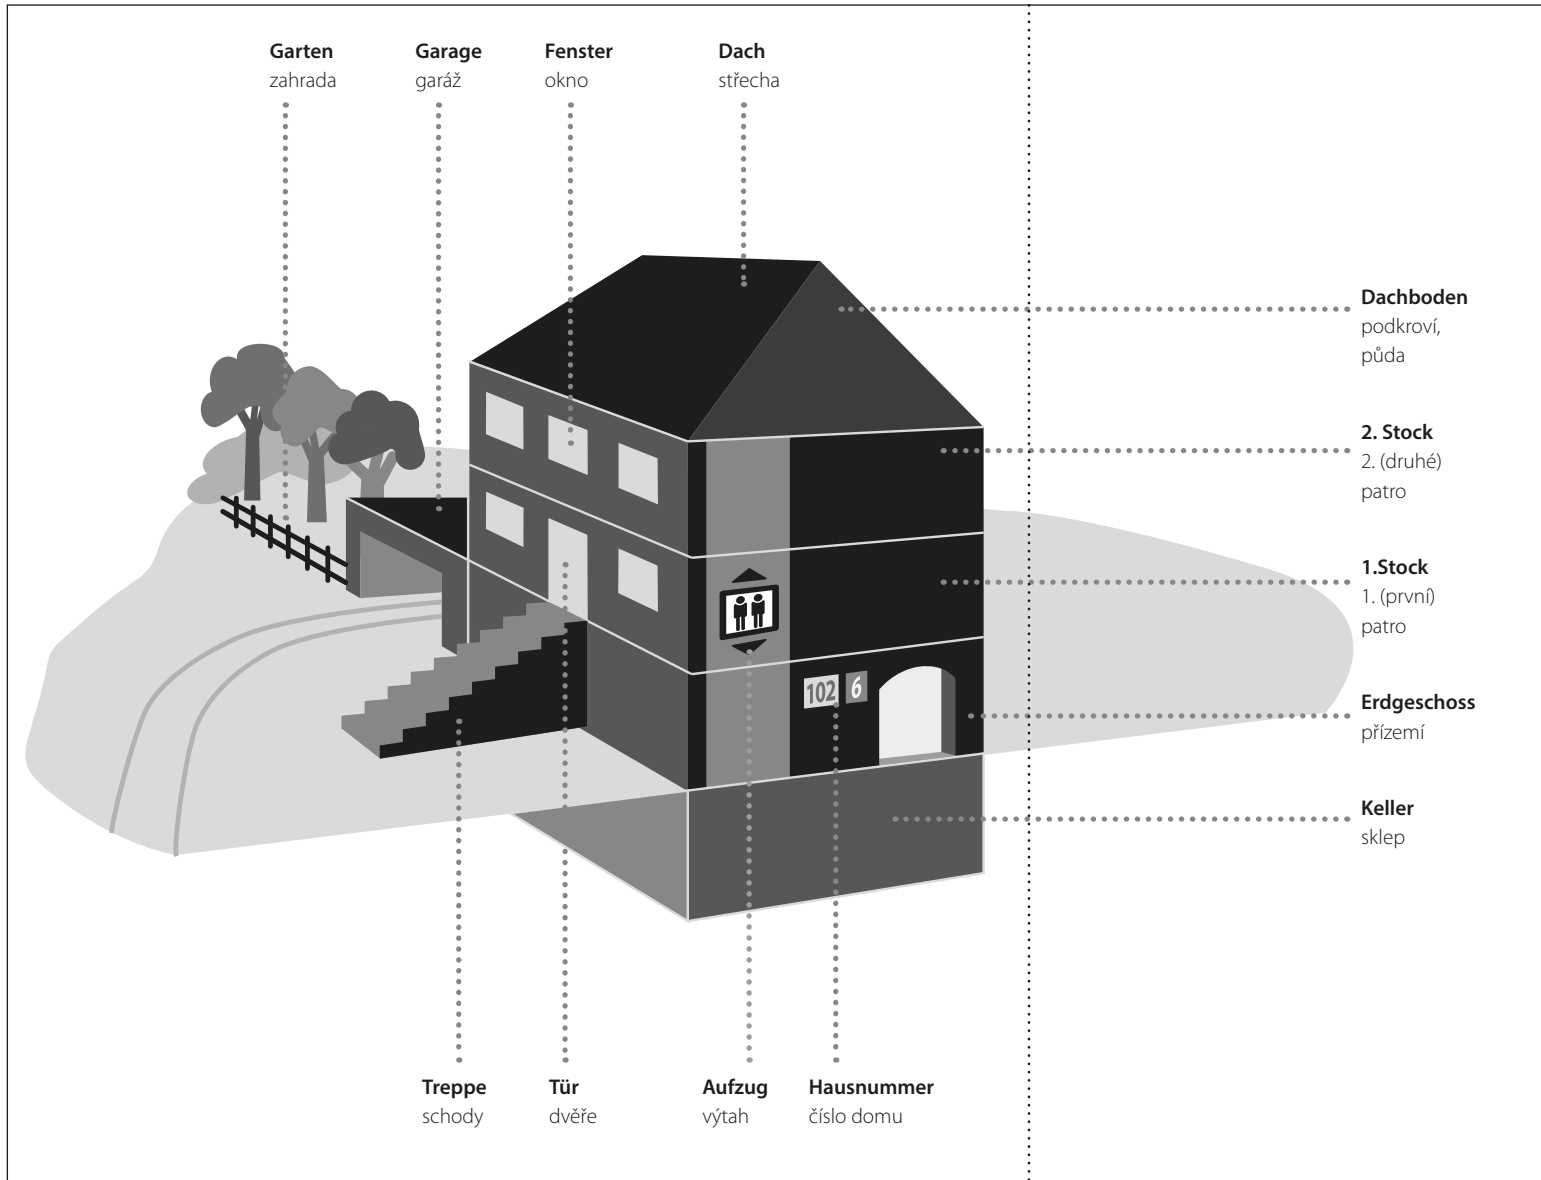 Garten
zahrada
Garage
garáž
Fenster
okno
Dach
střecha
Dachboden
podkroví,
půda
2. Stock
2. (druhé)
patro
1.Stock
1. (první)
patro
102 6
Erdgeschoss
přízemí
Keller
sklep
Treppe
schody
Tür
dvěře
Aufzug
výtah
Hausnummer
číslo domu